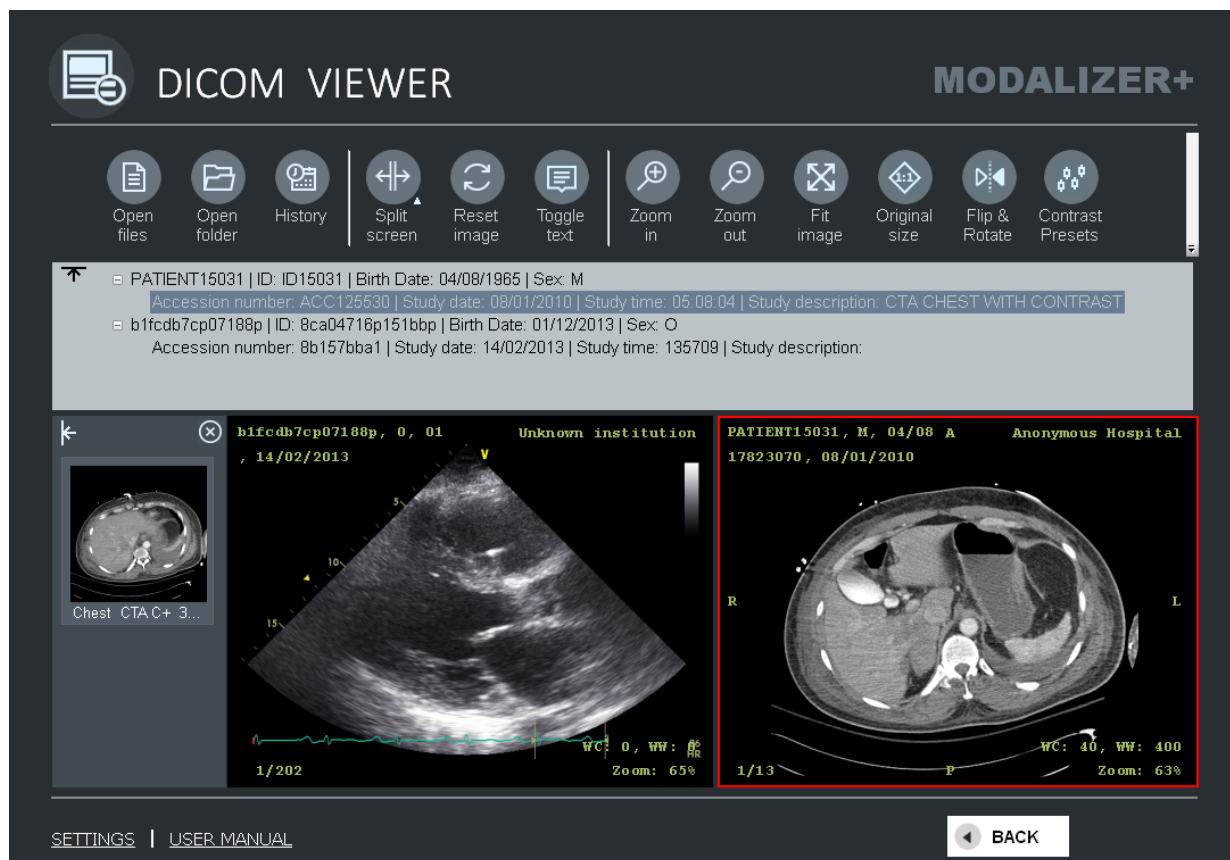 DICOM VIEWER
MODALIZER+
Open files
Open folder
History
Split screen
Reset image
Toggle text
Zoom in
Zoom out
Fit image
1:1
Original size
Flip & Rotate
Contrast Presets
PATIENT15031 | ID: ID15031 | Birth Date: 04/08/1965 | Sex: M
Accession number: ACC125530 | Study date: 08/01/2010 | Study time: 05:08:04 | Study description: CTA CHEST WITH CONTRAST
b1fcdb7cp07188p | ID: 8ca04716p151bbp | Birth Date: 01/12/2013 | Sex: O
Accession number: 8b157bba1 | Study date: 14/02/2013 | Study time: 135709 | Study description:
Chest CTA C+ 3...
b1fcdb7cp07188p, 0, 01
Unknown institution
, 14/02/2013
V
5
10
15
WC: 0, WW: 0
HR
1/202
Zoom: 65%
PATIENT15031, M, 04/08
A
Anonymous Hospital
17823070, 08/01/2010
R
L
WC: 40, WW: 400
1/13
P
Zoom: 63%
SETTINGS | USER MANUAL
BACK